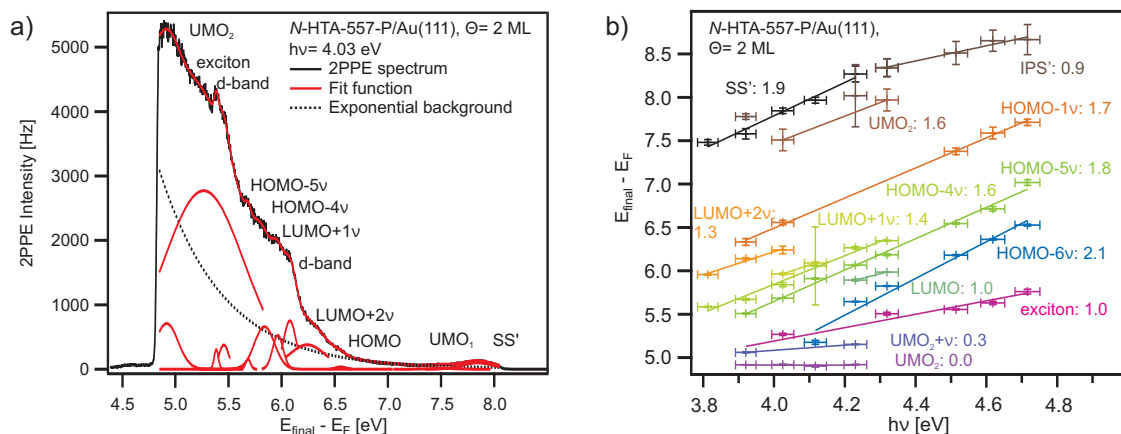 a)
N-HTA-557-P/Au(111), Θ= 2 ML
hν= 4.03 eV
2PPE spectrum
Fit function
Exponential background
UMO₂
exciton
d-band
HOMO-5ν
HOMO-4ν
LUMO+1ν
d-band
LUMO+2ν
HOMO
UMO₁
SS'
5000
4000
3000
2000
1000
0
2PPE Intensity [Hz]
4.5 5.0 5.5 6.0 6.5 7.0 7.5 8.0
E_final - E_F [eV]
b)
N-HTA-557-P/Au(111),
Θ= 2 ML
SS': 1.9
IPS': 0.9
UMO₂: 1.6
HOMO-1ν: 1.7
HOMO-5ν: 1.8
HOMO-4ν: 1.6
LUMO+2ν:
1.3
LUMO+1ν: 1.4
HOMO-6ν: 2.1
LUMO: 1.0
exciton: 1.0
UMO₂+ν: 0.3
UMO₂: 0.0
8.5
8.0
7.5
7.0
6.5
6.0
5.5
5.0
E_final - E_F
3.8 4.0 4.2 4.4 4.6 4.8
hν [eV]